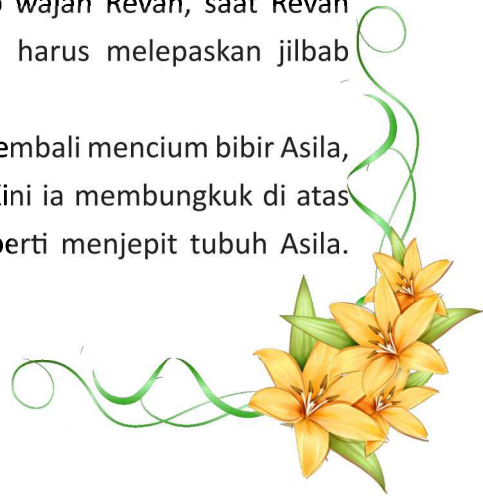 wajah Revan, saat Revan
harus melepaskan jilbab
embali mencium bibir Asila,
ini ia membungkuk di atas
perti menjepit tubuh Asila.